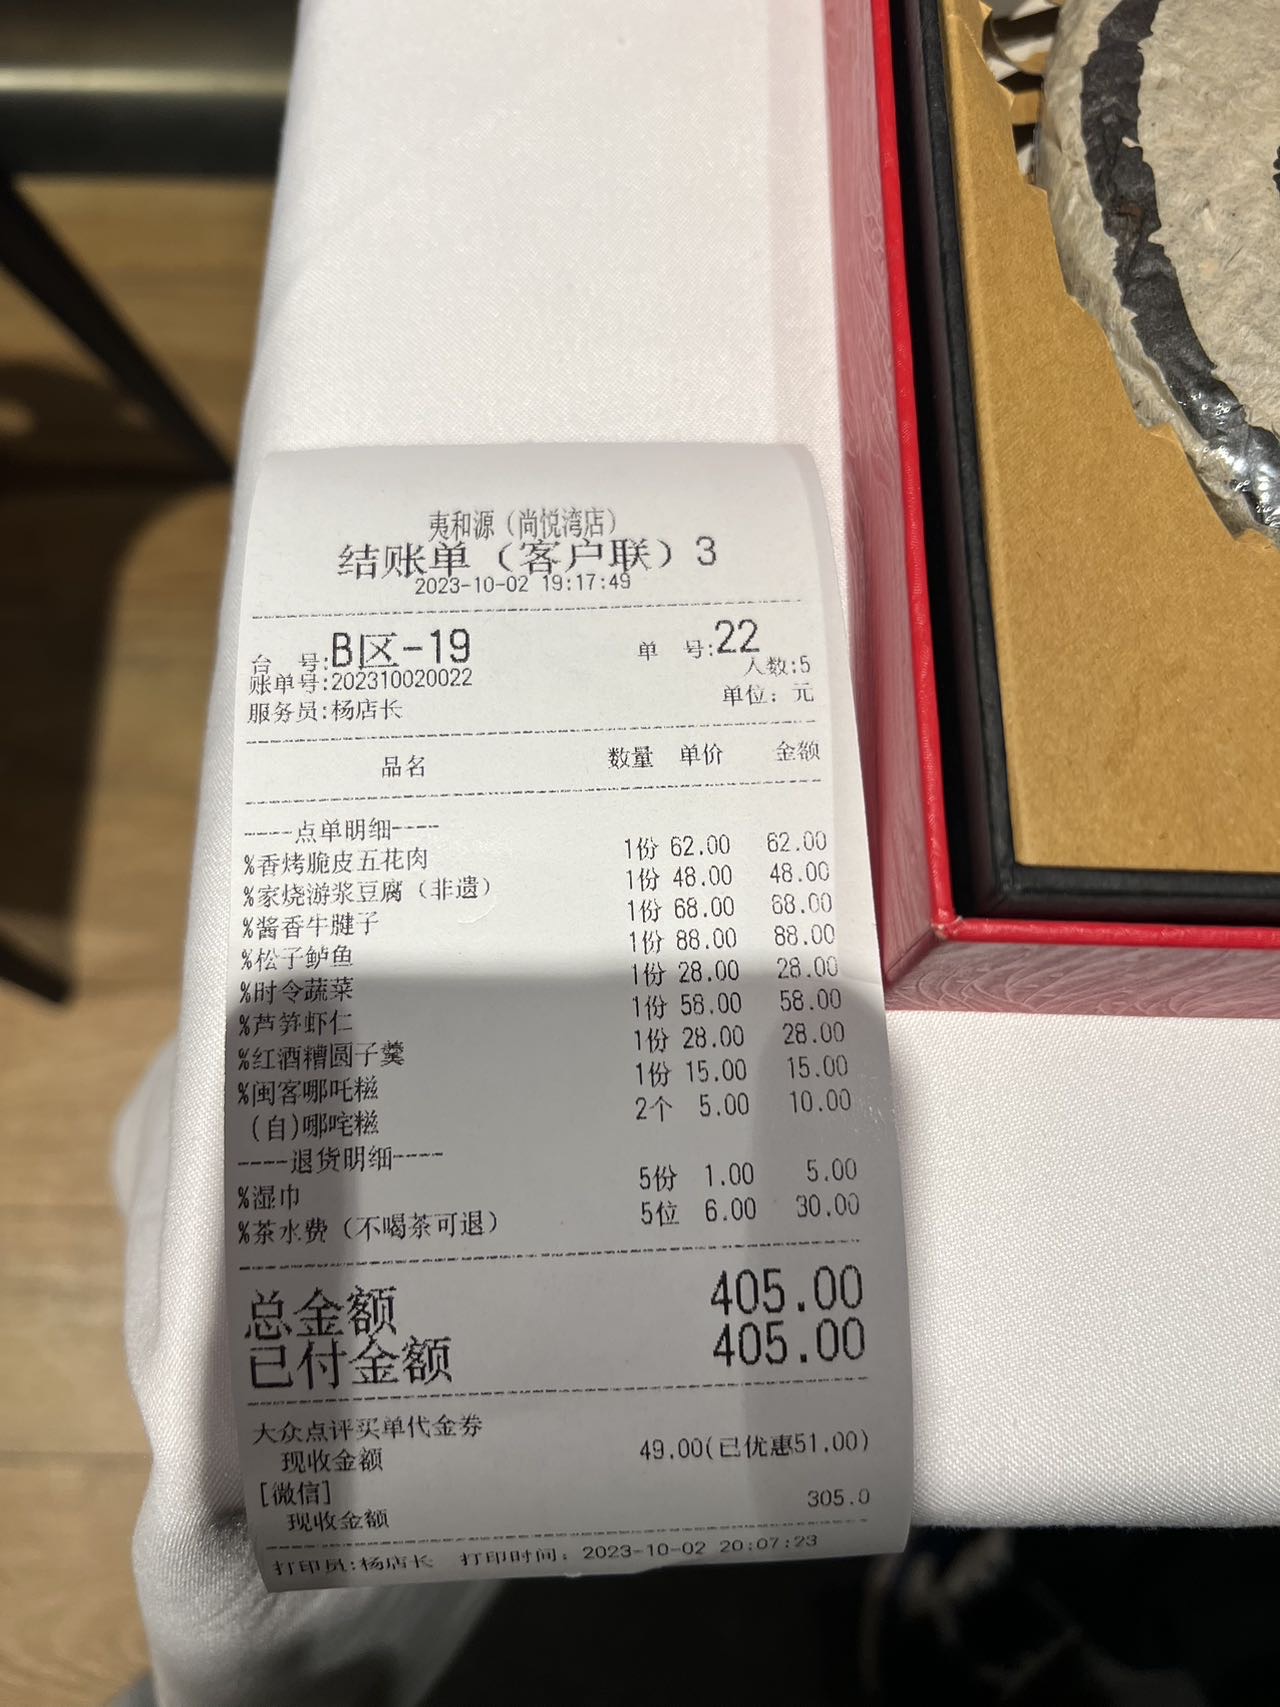 夷和源（尚悦湾店）
结账单（客户联）3
2023-10-02 19:17:49
台 号:B区-19 单 号:22
账单号:202310020022 人数:5
服务员:杨店长 单位：元
品名 数量 单价 金额
----点单明细----
%香烤脆皮五花肉 1份 62.00 62.00
%家烧游浆豆腐（非遗） 1份 48.00 48.00
%酱香牛腱子 1份 68.00 68.00
%松子鲈鱼 1份 88.00 88.00
%时令蔬菜 1份 28.00 28.00
%芦笋虾仁 1份 58.00 58.00
%红酒糟圆子羹 1份 28.00 28.00
%闽客哪吒糍 1份 15.00 15.00
(自)哪咤糍 2个 5.00 10.00
----退货明细----
%湿巾 5份 1.00 5.00
%茶水费（不喝茶可退） 5位 6.00 30.00
总金额 405.00
已付金额 405.00
大众点评买单代金券
现收金额 49.00(已优惠51.00)
[微信]
现收金额 305.0
打印员:杨店长 打印时间：2023-10-02 20:07:23